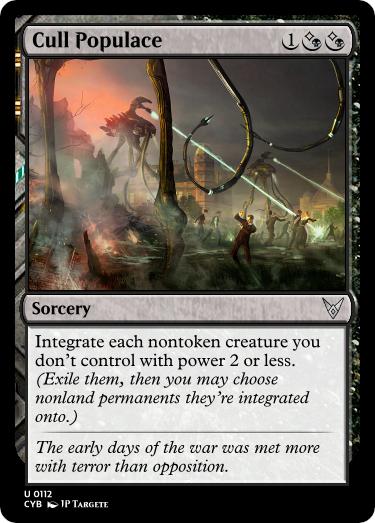 Cull Populace 1
Sorcery
Integrate each nontoken creature you
don't control with power 2 or less.
(Exile them, then you may choose
nonland permanents they're integrated
onto.)
The early days of the war was met more
with terror than opposition.
U 0112
CYB JP Targete